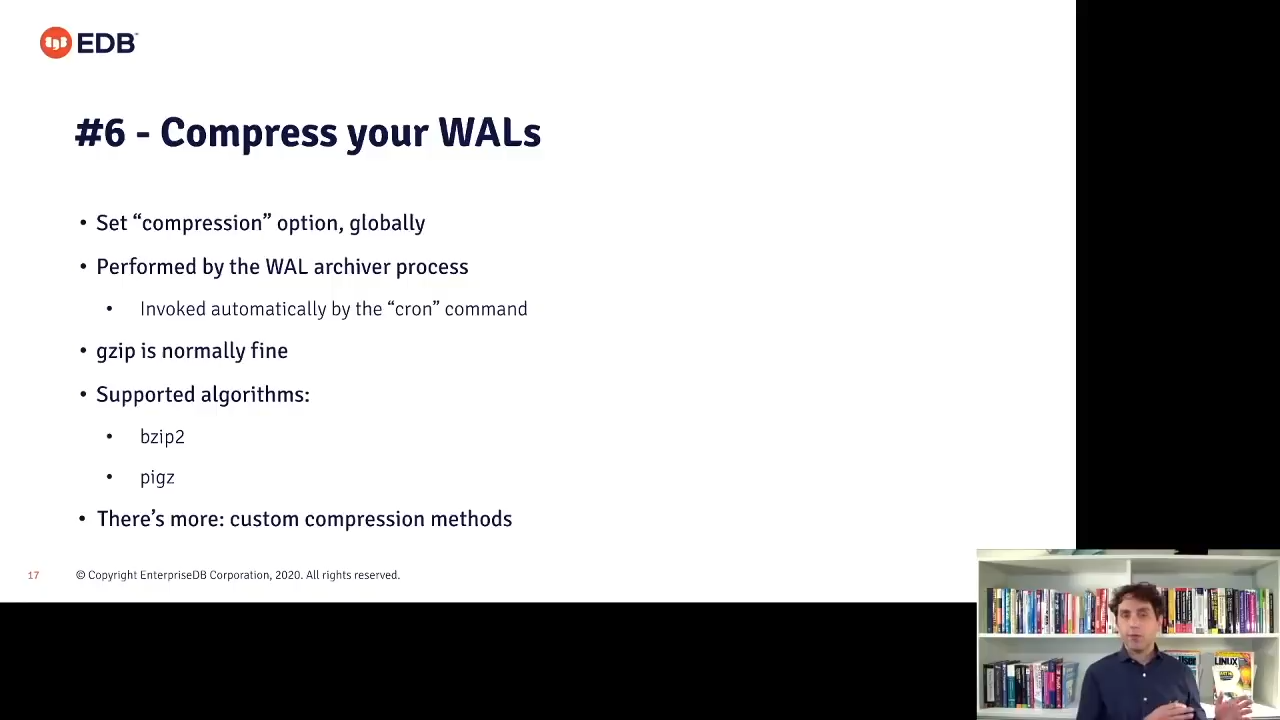 EDB
#6 - Compress your WALs
• Set “compression” option, globally
• Performed by the WAL archiver process
• Invoked automatically by the “cron” command
• gzip is normally fine
• Supported algorithms:
• bzip2
• pigz
• There’s more: custom compression methods
17 © Copyright EnterpriseDB Corporation, 2020. All rights reserved.
LINUX